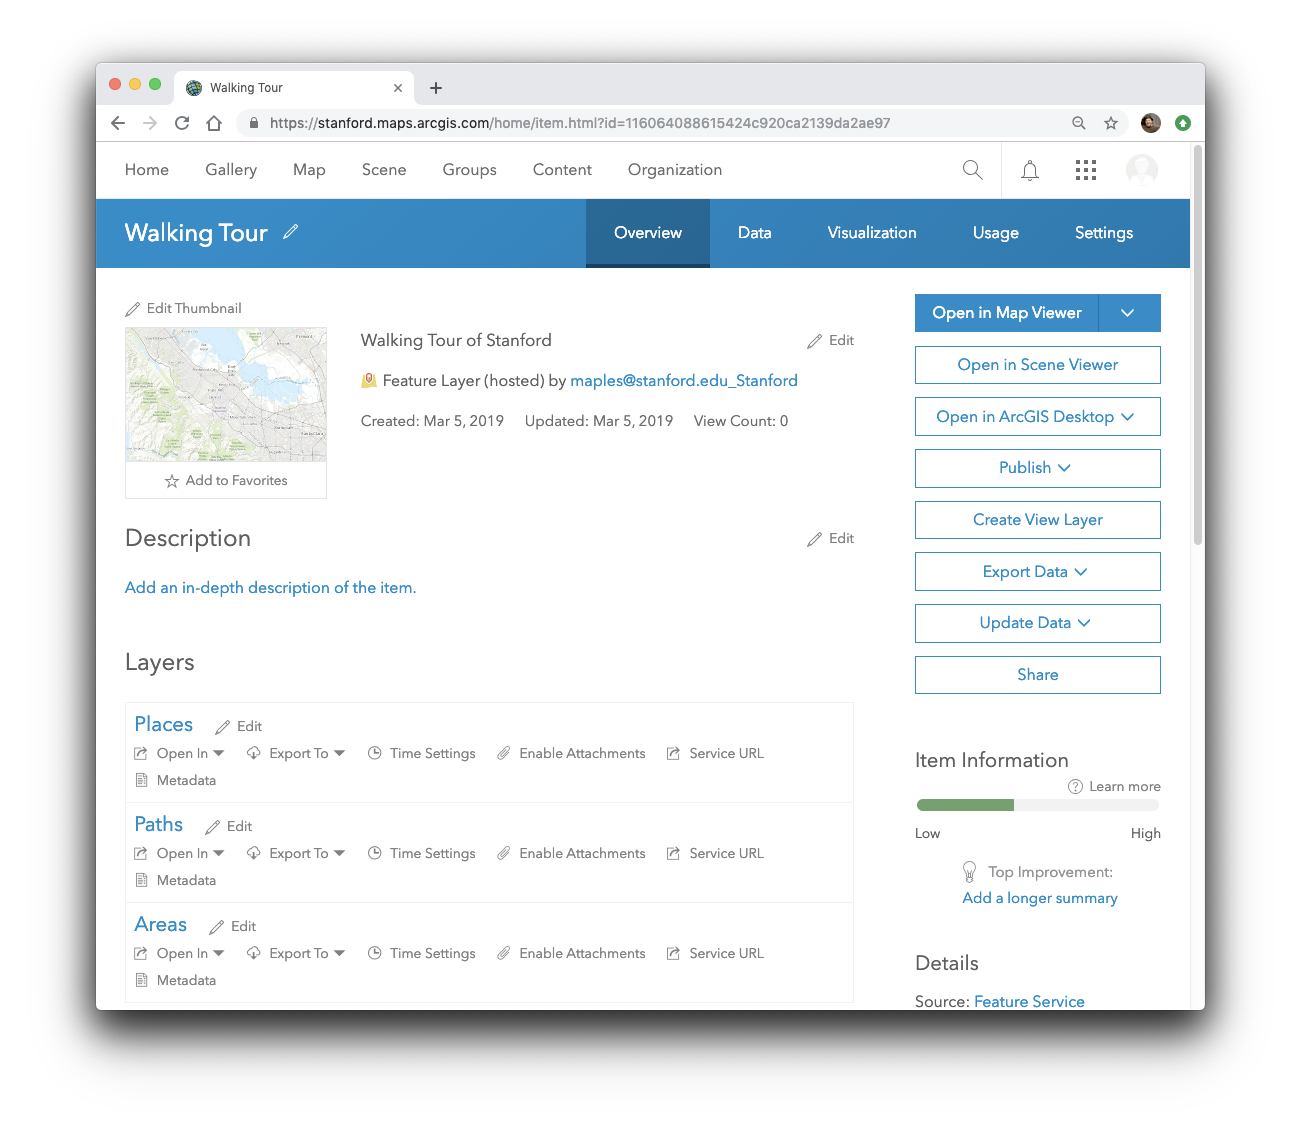 Walking Tour
https://stanford.maps.arcgis.com/home/item.html?id=116064088615424c920ca2139da2ae97
Home Gallery Map Scene Groups Content Organization
Walking Tour Overview Data Visualization Usage Settings
Edit Thumbnail
Add to Favorites
Walking Tour of Stanford Edit
Feature Layer (hosted) by maples@stanford.edu_Stanford
Created: Mar 5, 2019 Updated: Mar 5, 2019 View Count: 0
Description Edit
Add an in-depth description of the item.
Layers
Places Edit
Open In Export To Time Settings Enable Attachments Service URL
Metadata
Paths Edit
Open In Export To Time Settings Enable Attachments Service URL
Metadata
Areas Edit
Open In Export To Time Settings Enable Attachments Service URL
Metadata
Open in Map Viewer
Open in Scene Viewer
Open in ArcGIS Desktop
Publish
Create View Layer
Export Data
Update Data
Share
Item Information
Learn more
Low High
Top Improvement:
Add a longer summary
Details
Source: Feature Service